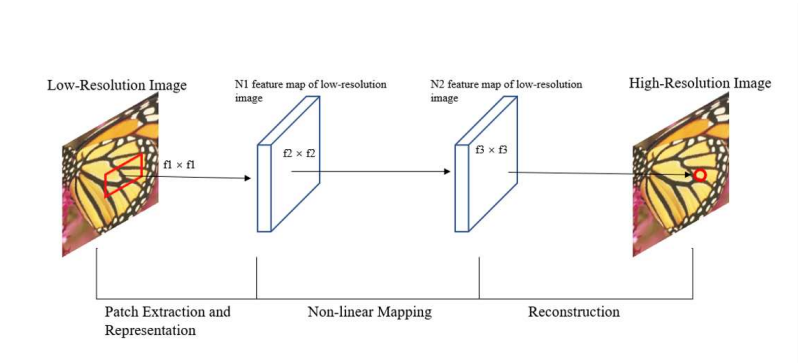 Low-Resolution Image
N1 feature map of low-resolution
image
N2 feature map of low-resolution
image
High-Resolution Image
f1 × f1
f2 × f2
f3 × f3
Patch Extraction and
Representation
Non-linear Mapping
Reconstruction